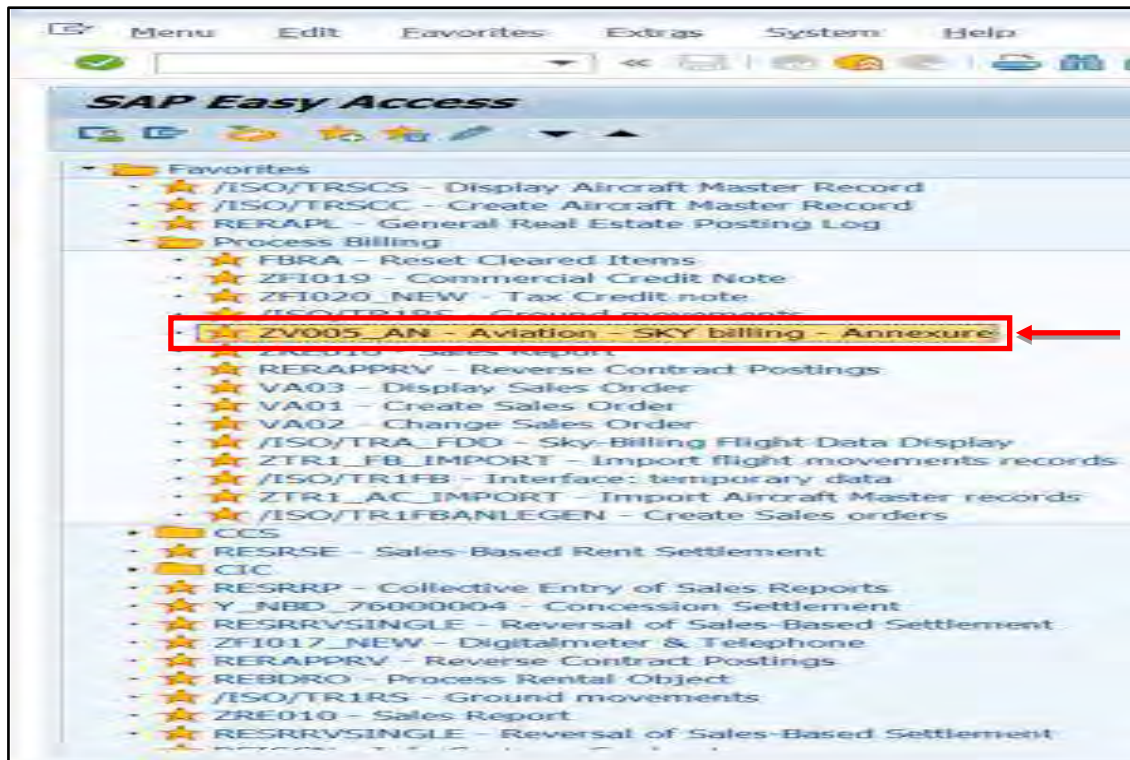 Menu Edit Favorites Extras System Help
SAP Easy Access
Favorites
/ISO/TRSCS - Display Aircraft Master Record
/ISO/TRSCC - Create Aircraft Master Record
RERAPL - General Real Estate Posting Log
Process Billing
FBRA - Reset Cleared Items
ZFI019 - Commercial Credit Note
ZFI020_NEW - Tax Credit note
/ISO/TR1RS - Ground movements
ZV005_AN - Aviation - SKY billing - Annexure
ZRE010 - Sales Report
RERAPPRV - Reverse Contract Postings
VA03 - Display Sales Order
VA01 - Create Sales Order
VA02 - Change Sales Order
/ISO/TRA_FDD - Sky-Billing Flight Data Display
ZTR1_FB_IMPORT - Import flight movements records
/ISO/TR1FB - Interface: temporary data
ZTR1_AC_IMPORT - Import Aircraft Master records
/ISO/TR1FBANLEGEN - Create Sales orders
CCS
RESRSE - Sales-Based Rent Settlement
CIC
RESRRP - Collective Entry of Sales Reports
Y_NBD_76000004 - Concession Settlement
RESRRVSINGLE - Reversal of Sales-Based Settlement
ZFI017_NEW - Digitalmeter & Telephone
RERAPPRV - Reverse Contract Postings
REBDRO - Process Rental Object
/ISO/TR1RS - Ground movements
ZRE010 - Sales Report
RESRRVSINGLE - Reversal of Sales-Based Settlement